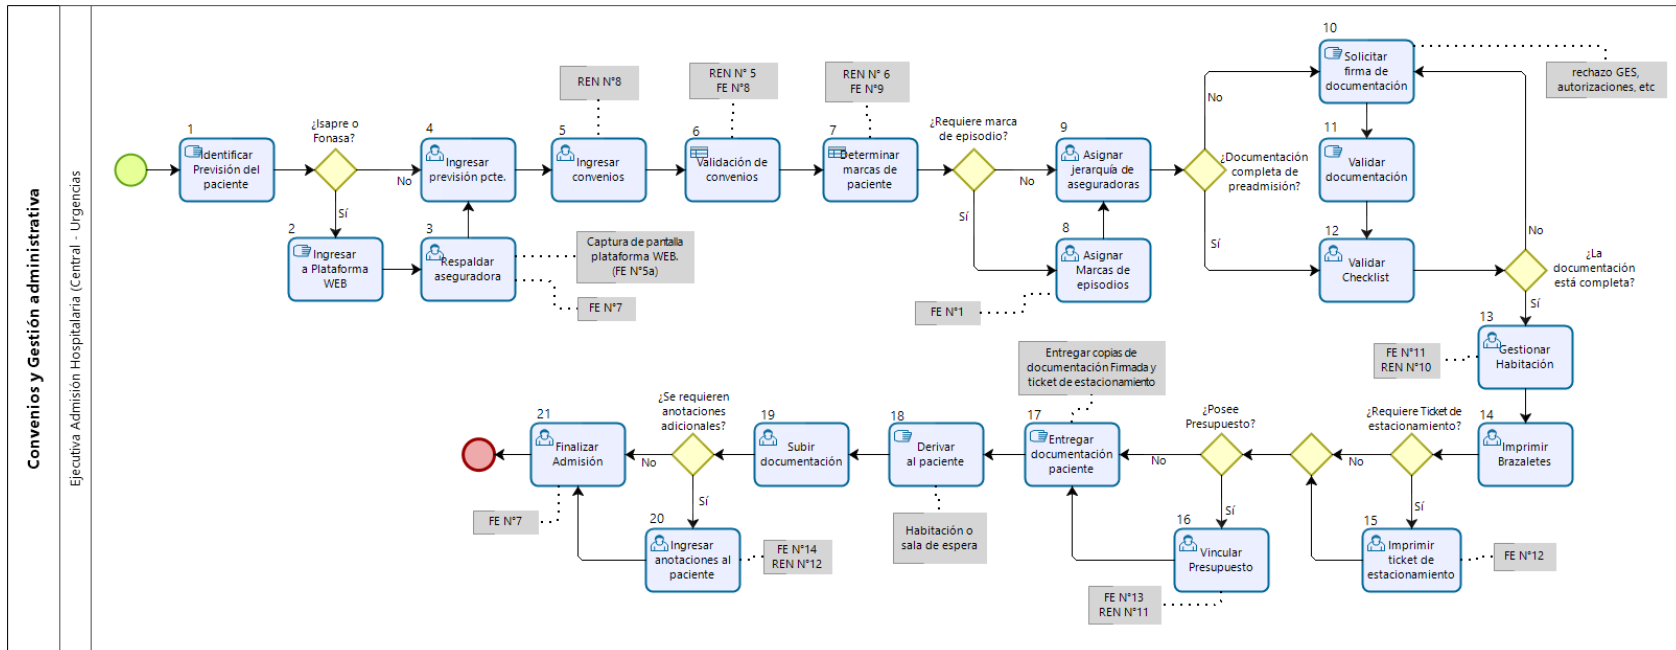 Convenios y Gestión administrativa
Ejecutiva Admisión Hospitalaria (Central - Urgencias
1
Identificar
Previsión del
paciente
¿Isapre o
Fonasa?
No
Sí
2
Ingresar
a Plataforma
WEB
3
Respaldar
aseguradora
Captura de pantalla
plataforma WEB.
(FE N°5a)
FE N°7
4
Ingresar
previsión pcte.
REN N°8
5
Ingresar
convenios
REN N° 5
FE N°8
6
Validación de
convenios
REN N° 6
FE N°9
7
Determinar
marcas de
paciente
¿Requiere marca
de episodio?
No
Sí
8
Asignar
Marcas de
episodios
FE N°1
9
Asignar
jerarquía de
aseguradoras
¿Documentación
completa de
preadmisión?
No
Sí
10
Solicitar
firma de
documentación
rechazo GES,
autorizaciones, etc
11
Validar
documentación
12
Validar
Checklist
¿La
documentación
está completa?
No
Sí
13
Gestionar
Habitación
FE N°11
REN N°10
14
Imprimir
Brazaletes
¿Requiere Ticket de
estacionamiento?
No
Sí
15
Imprimir
ticket de
estacionamiento
FE N°12
¿Posee
Presupuesto?
No
Sí
16
Vincular
Presupuesto
FE N°13
REN N°11
Entregar copias de
documentación Firmada y
ticket de estacionamiento
17
Entregar
documentación
paciente
18
Derivar
al paciente
Habitación o
sala de espera
19
Subir
documentación
¿Se requieren
anotaciones
adicionales?
No
Sí
20
Ingresar
anotaciones al
paciente
FE N°14
REN N°12
21
Finalizar
Admisión
FE N°7